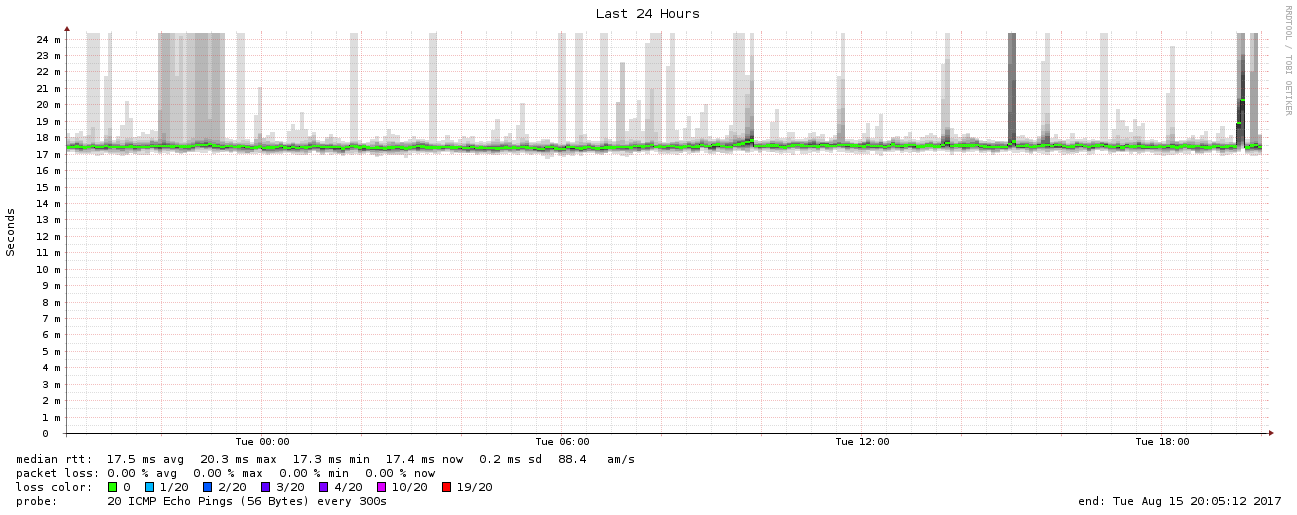 Last 24 Hours
RRDTOOL / TOBI OETIKER
Seconds
24 m
23 m
22 m
21 m
20 m
19 m
18 m
17 m
16 m
15 m
14 m
13 m
12 m
11 m
10 m
9 m
8 m
7 m
6 m
5 m
4 m
3 m
2 m
1 m
0
Tue 00:00 Tue 06:00 Tue 12:00 Tue 18:00
median rtt: 17.5 ms avg 20.3 ms max 17.3 ms min 17.4 ms now 0.2 ms sd 88.4 am/s
packet loss: 0.00 % avg 0.00 % max 0.00 % min 0.00 % now
loss color: 0 1/20 2/20 3/20 4/20 10/20 19/20
probe: 20 ICMP Echo Pings (56 Bytes) every 300s end: Tue Aug 15 20:05:12 2017